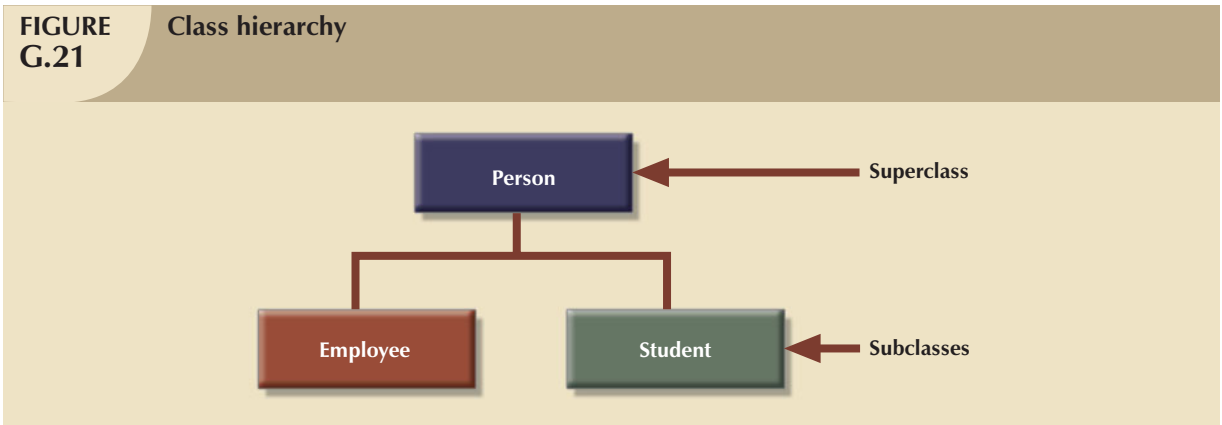 FIGURE
G.21
Class hierarchy
Person
Superclass
Employee
Student
Subclasses